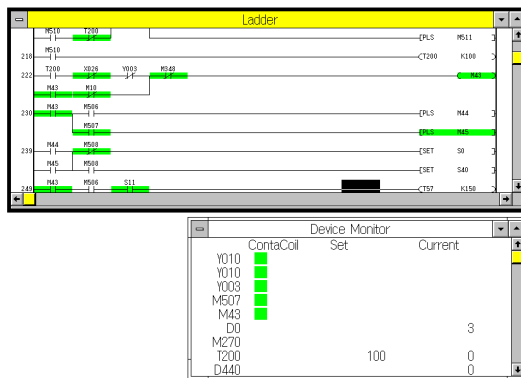 Ladder
M510 T200
[PLS M511 ]
M510
218 (T200 K100 )
T200 X026 Y003 M348
222 ( M43 )
M43 M10
M43 M506
230 [PLS M44 ]
M507
[PLS M45 ]
M44 M508
239 [SET S0 ]
M45 M508
[SET S40 ]
M43 M506 S11
249 (T57 K150 )
Device Monitor
ContaCoil Set Current
Y010
Y010
Y003
M507
M43
D0 3
M270
T200 100 0
D440 0